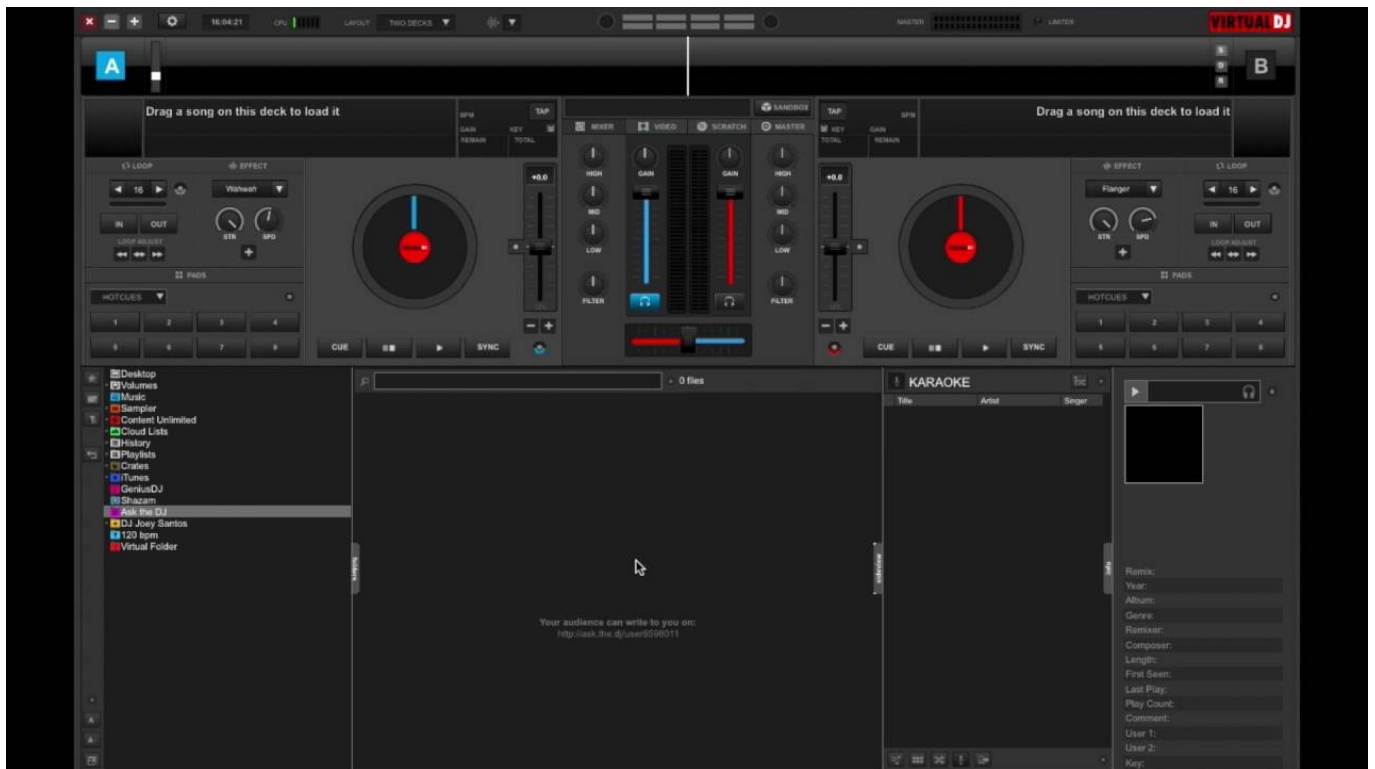 16:04:21 CPU LAYOUT TWO DECKS MASTER LIMITER VIRTUAL DJ
A B
S
D
R
Drag a song on this deck to load it
BPM TAP
GAIN KEY
REMAIN TOTAL
SANDBOX
MIXER VIDEO SCRATCH MASTER
TAP BPM
KEY GAIN
TOTAL REMAIN
Drag a song on this deck to load it
LOOP EFFECT
16 Wahwah
IN OUT STR SPD
LOOP ADJUST
PADS
HOTCUES
1 2 3 4
5 6 7 8
CUE SYNC
+0.0
HIGH GAIN GAIN HIGH
MID MID
LOW LOW
FILTER FILTER
+0.0
CUE SYNC
EFFECT LOOP
Flanger 16
STR SPD IN OUT
LOOP ADJUST
PADS
HOTCUES
1 2 3 4
5 6 7 8
Desktop
Volumes
Music
Sampler
Content Unlimited
Cloud Lists
History
Playlists
Crates
iTunes
GeniusDJ
Shazam
Ask the DJ
DJ Joey Santos
120 bpm
Virtual Folder
folders
0 files
Your audience can write to you on:
http://ask.the.dj/user6598011
sideview
KARAOKE
Title Artist Singer
info
Remix:
Year:
Album:
Genre:
Remixer:
Composer:
Length:
First Seen:
Last Play:
Play Count:
Comment:
User 1:
User 2:
Key: